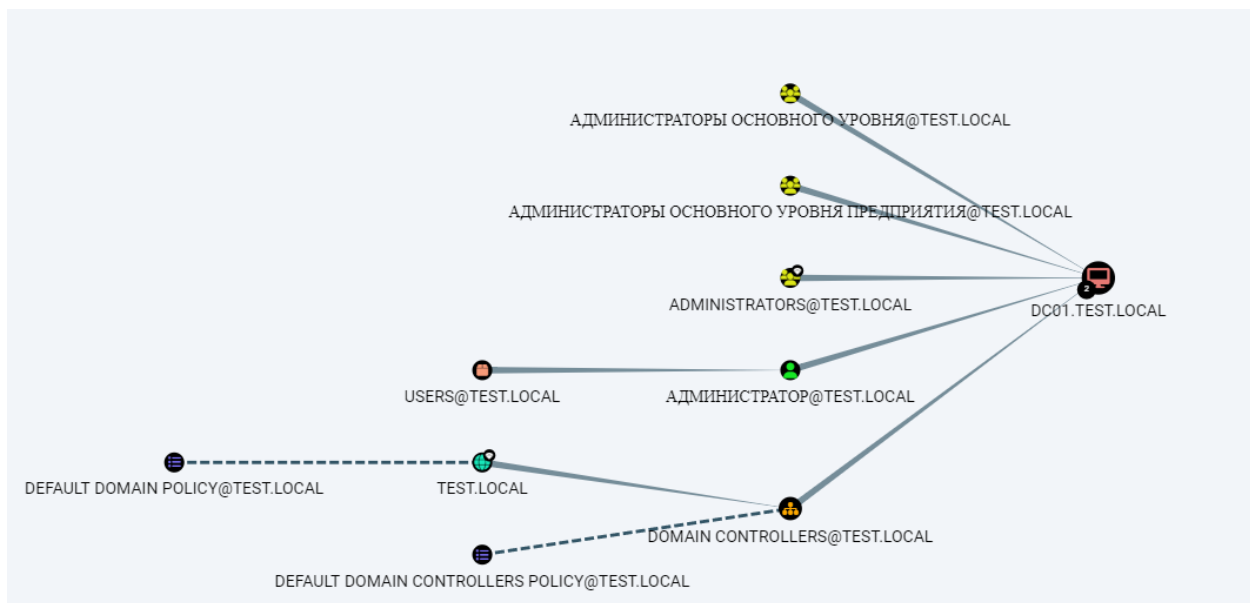 АДМИНИСТРАТОРЫ ОСНОВНОГО УРОВНЯ@TEST.LOCAL
АДМИНИСТРАТОРЫ ОСНОВНОГО УРОВНЯ ПРЕДПРИЯТИЯ@TEST.LOCAL
ADMINISTRATORS@TEST.LOCAL
2
DC01.TEST.LOCAL
USERS@TEST.LOCAL
АДМИНИСТРАТОР@TEST.LOCAL
DEFAULT DOMAIN POLICY@TEST.LOCAL
TEST.LOCAL
DOMAIN CONTROLLERS@TEST.LOCAL
DEFAULT DOMAIN CONTROLLERS POLICY@TEST.LOCAL